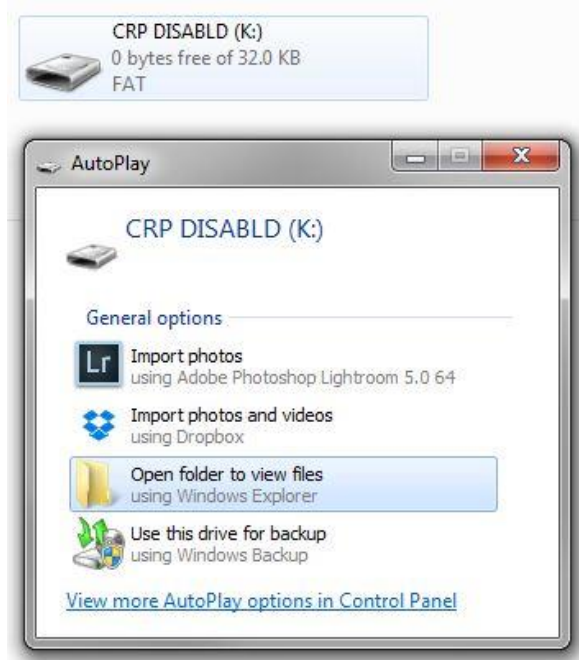 CRP DISABLD (K:)
0 bytes free of 32.0 KB
FAT
AutoPlay
CRP DISABLD (K:)
General options
Lr
Import photos
using Adobe Photoshop Lightroom 5.0 64
Import photos and videos
using Dropbox
Open folder to view files
using Windows Explorer
Use this drive for backup
using Windows Backup
View more AutoPlay options in Control Panel